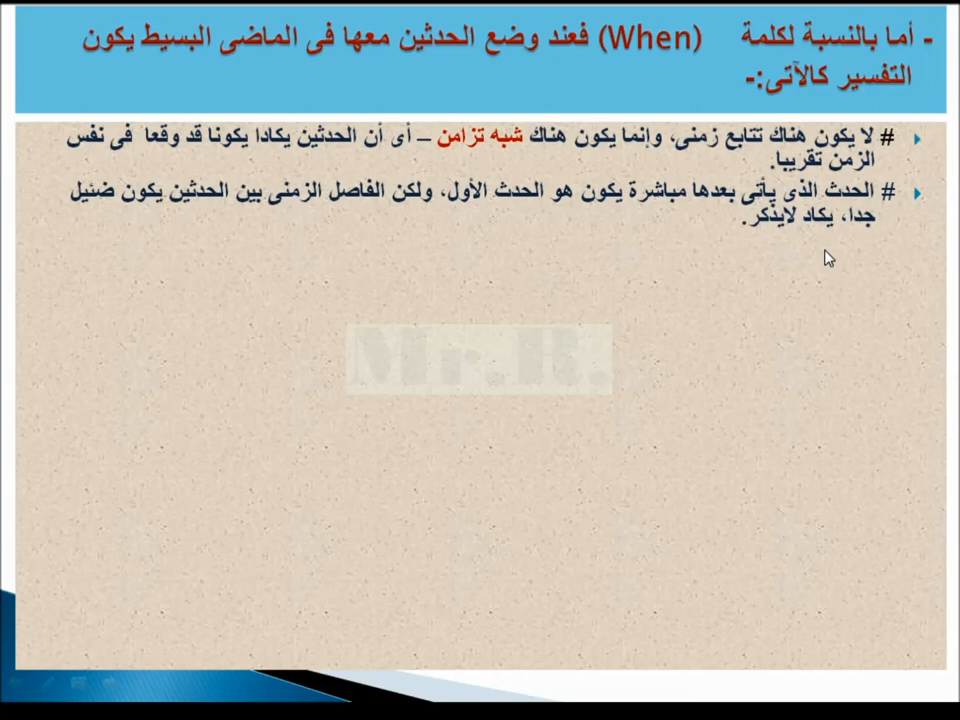 - أما بالنسبة لكلمة (When) فعند وضع الحدثين معها فى الماضى البسيط يكون
التفسير كالآتى:-
# لا يكون هناك تتابع زمنى، وإنما يكون هناك شبه تزامن – أى أن الحدثين يكادا يكونا قد وقعا فى نفس
الزمن تقريبا.
# الحدث الذى يأتى بعدها مباشرة يكون هو الحدث الأول، ولكن الفاصل الزمنى بين الحدثين يكون ضئيل
جدا، يكاد لايذكر.
Mr.R.